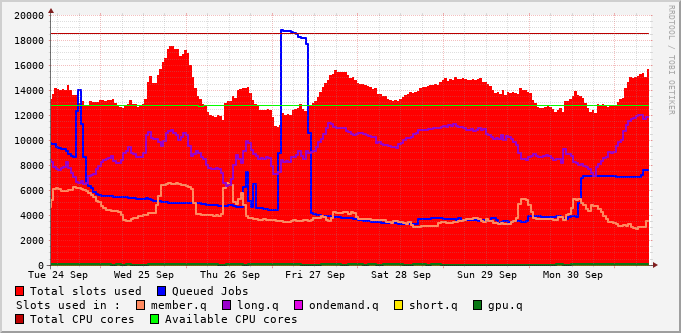 20000
18000
16000
14000
12000
10000
8000
6000
4000
2000
0
Tue 24 Sep Wed 25 Sep Thu 26 Sep Fri 27 Sep Sat 28 Sep Sun 29 Sep Mon 30 Sep
Total slots used Queued Jobs
Slots used in : member.q long.q ondemand.q short.q gpu.q
Total CPU cores Available CPU cores
RRDTOOL / TOBI OETIKER